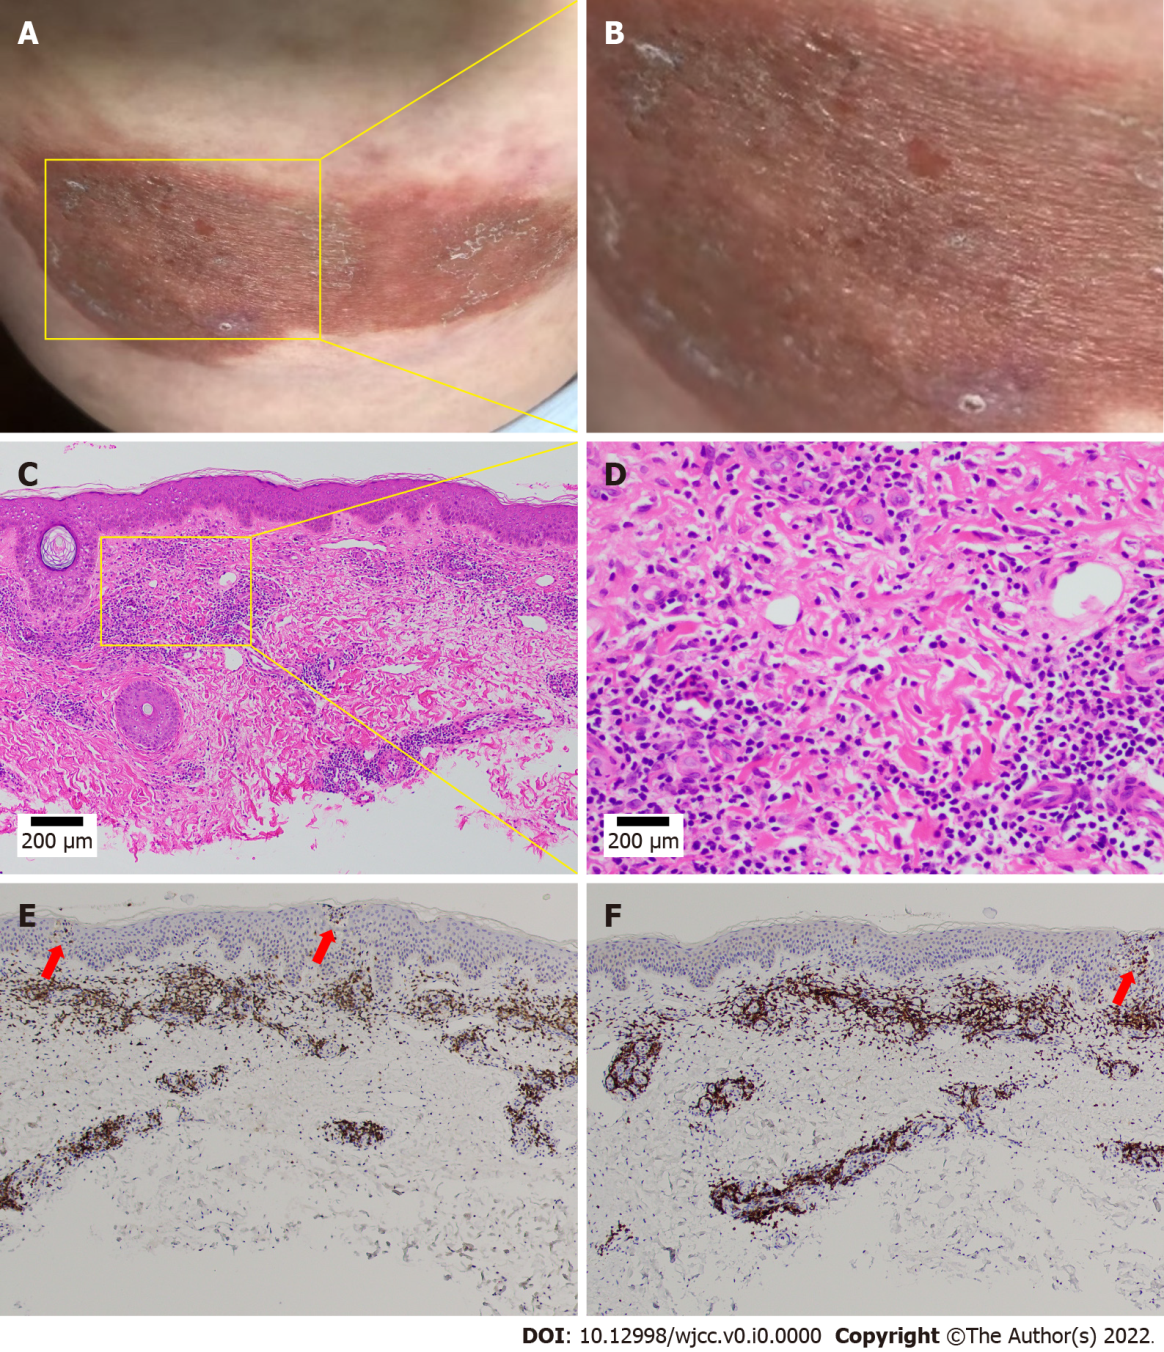 A
B
C
D
200 µm
200 µm
E
F
DOI: 10.12998/wjcc.v0.i0.0000 Copyright ©The Author(s) 2022.